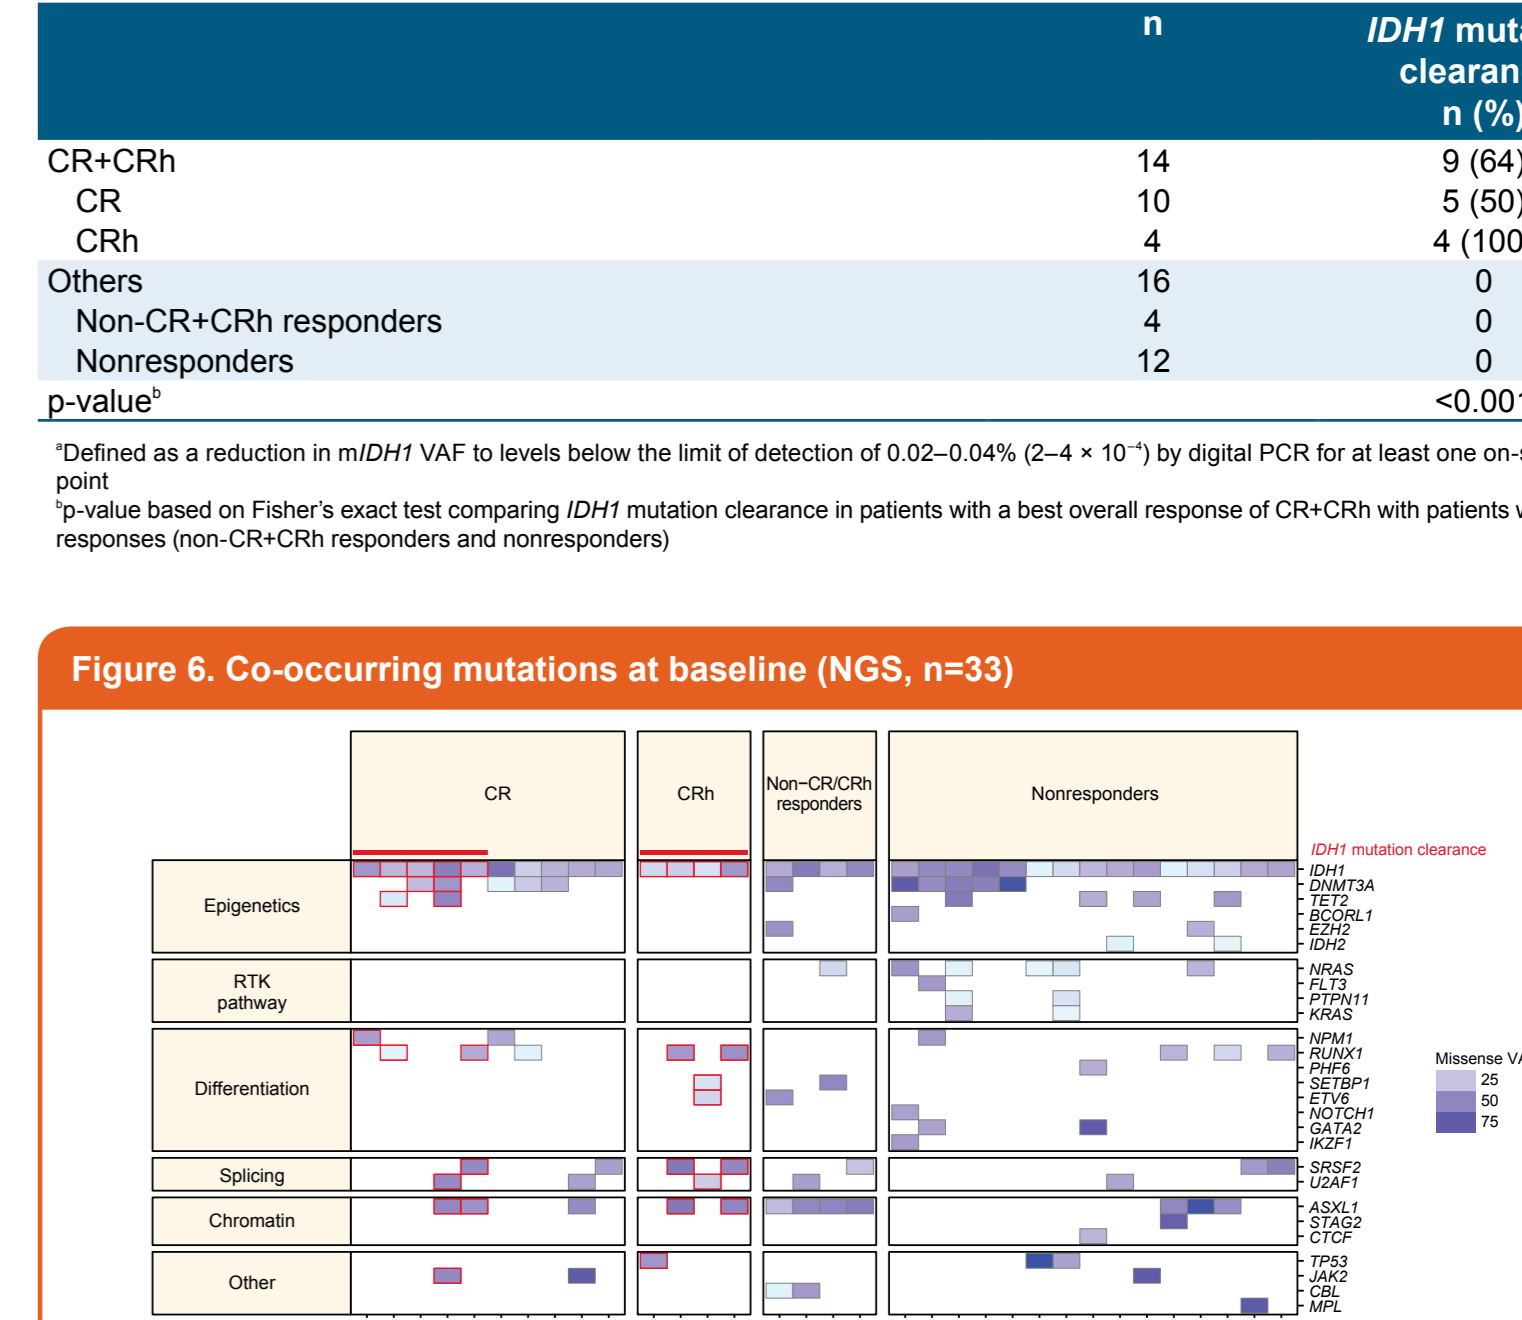 n
IDH1 muta
clearan
n (%)
CR+CRh 14 9 (64)
CR 10 5 (50)
CRh 4 4 (100
Others 16 0
Non-CR+CRh responders 4 0
Nonresponders 12 0
p-valueᵇ <0.001
ᵃDefined as a reduction in mIDH1 VAF to levels below the limit of detection of 0.02–0.04% (2–4 × 10⁻⁴) by digital PCR for at least one on-s
point
ᵇp-value based on Fisher’s exact test comparing IDH1 mutation clearance in patients with a best overall response of CR+CRh with patients w
responses (non-CR+CRh responders and nonresponders)
Figure 6. Co-occurring mutations at baseline (NGS, n=33)
CR
CRh
Non−CR/CRh
responders
Nonresponders
IDH1 mutation clearance
Epigenetics
IDH1
DNMT3A
TET2
BCORL1
EZH2
IDH2
RTK
pathway
NRAS
FLT3
PTPN11
KRAS
Differentiation
NPM1
RUNX1
PHF6
SETBP1
ETV6
NOTCH1
GATA2
IKZF1
Missense VA
25
50
75
Splicing
SRSF2
U2AF1
Chromatin
ASXL1
STAG2
CTCF
Other
TP53
JAK2
CBL
MPL